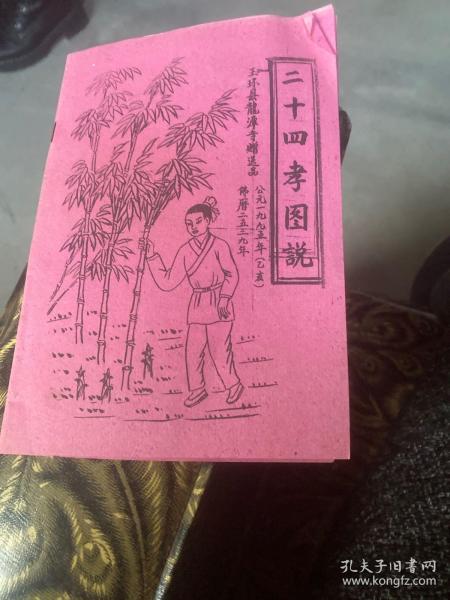 二十四孝图説
玉环县龍潭寺贈送品
公元一九九五年(乙亥)
佛曆二五三九年
孔夫子旧书网
www.kongfz.com